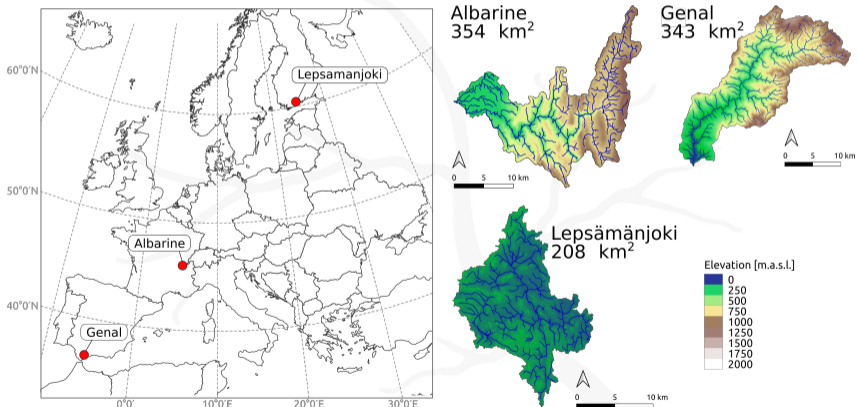 60°0'N
50°0'N
40°0'N
0°0'
10°0'E
20°0'E
30°0'E
Lepsamanjoki
Albarine
Genal
Albarine
354 km²
0 5 10 km
Genal
343 km²
0 5 10 km
Lepsämänjoki
208 km²
0 5 10 km
Elevation [m.a.s.l.]
0
250
500
750
1000
1250
1500
1750
2000